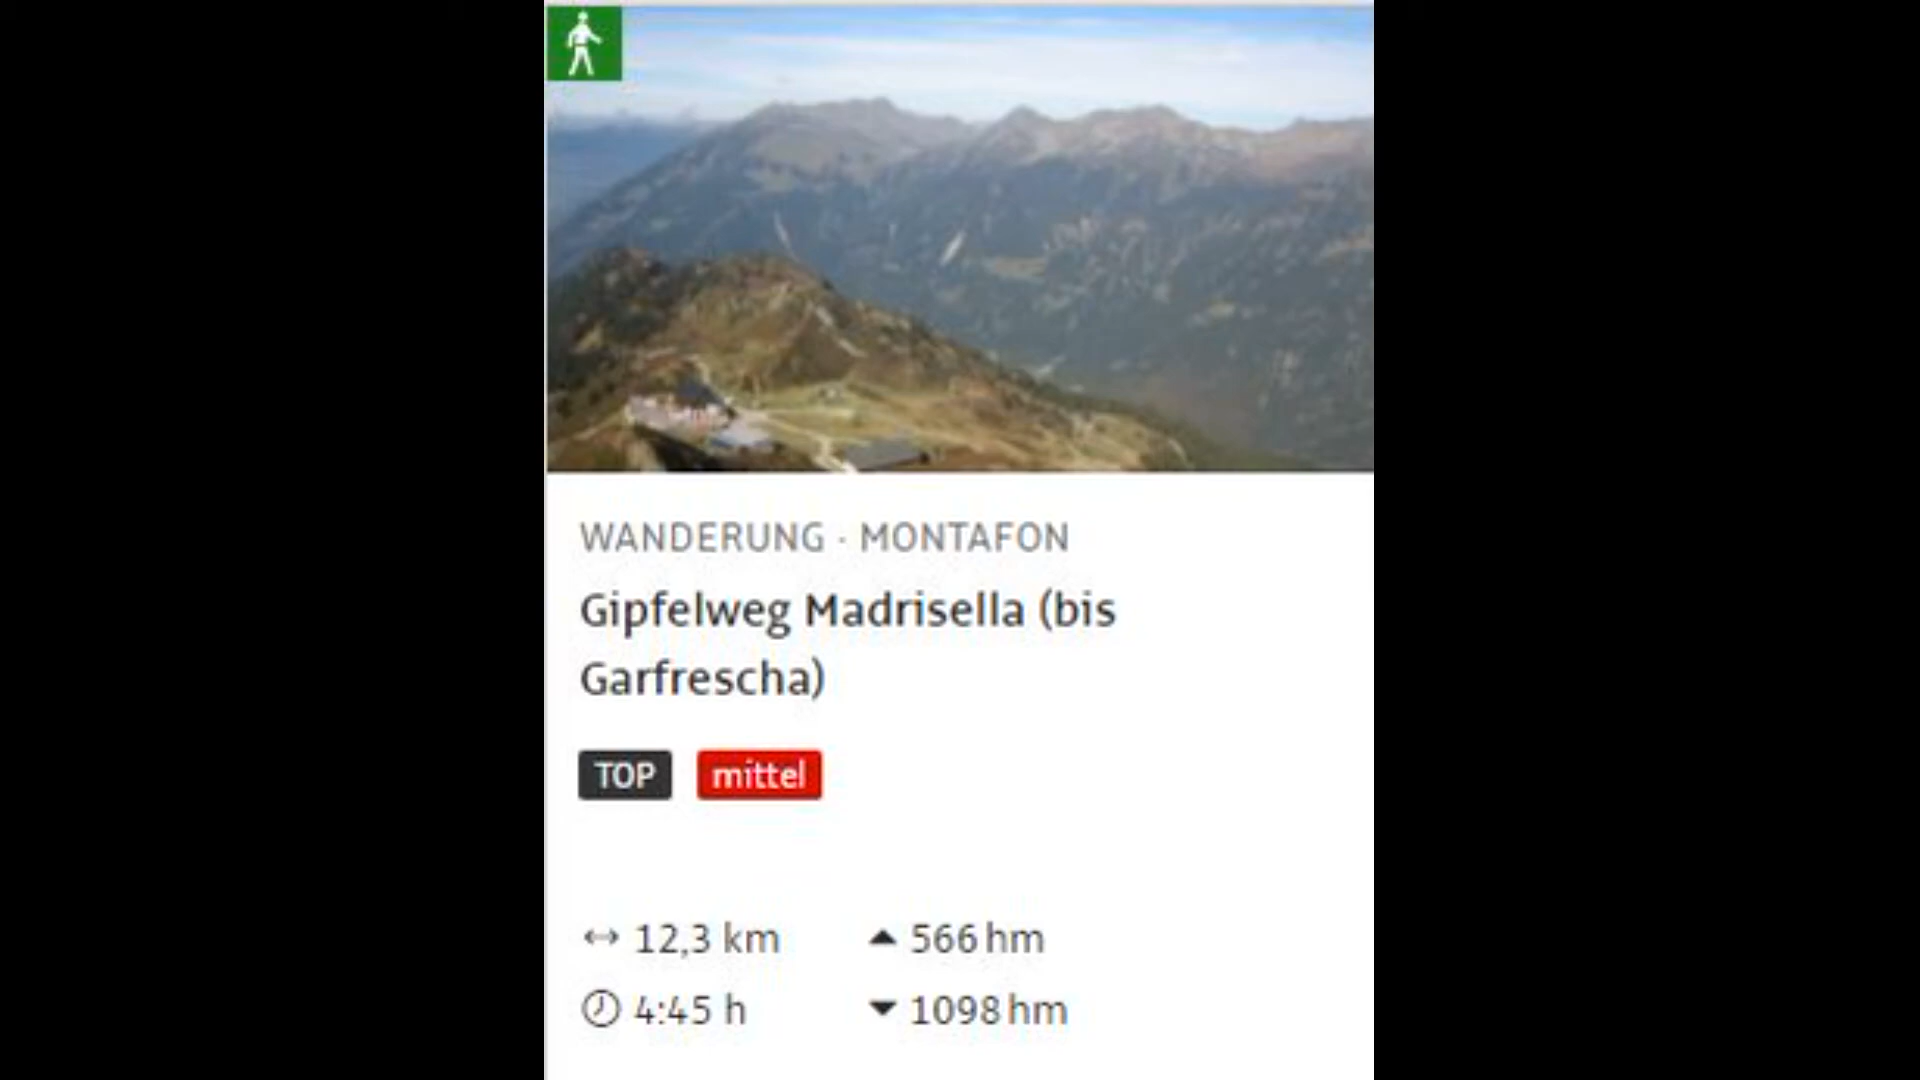 WANDERUNG · MONTAFON
Gipfelweg Madrisella (bis
Garfrescha)
TOP mittel
12,3 km 566 hm
4:45 h 1098 hm